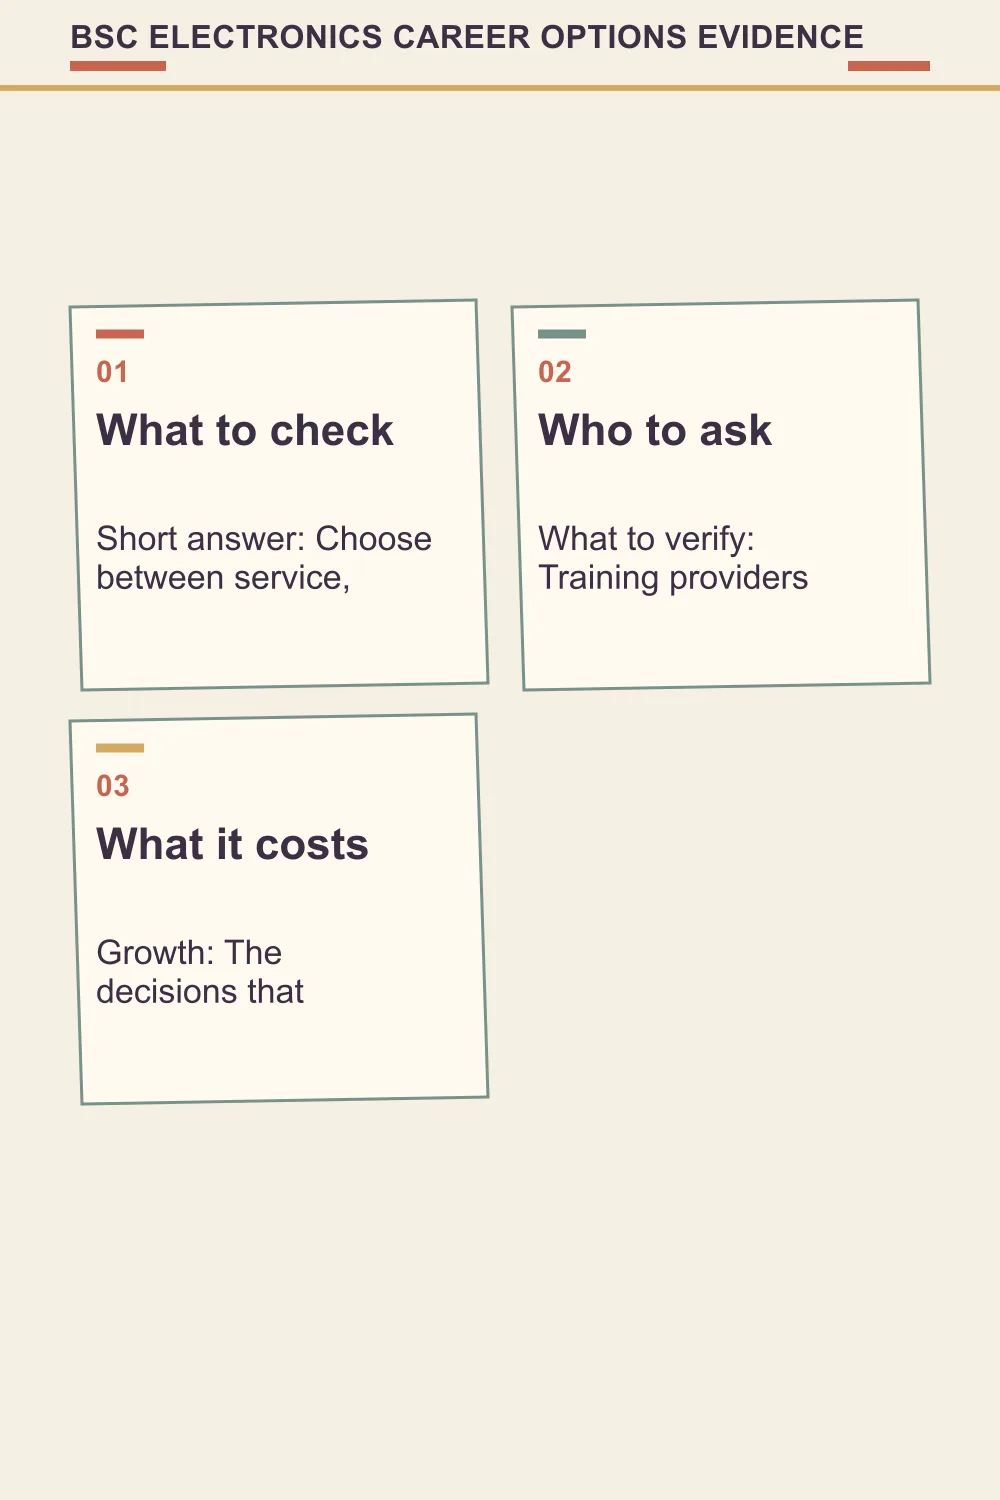 BSC ELECTRONICS CAREER OPTIONS EVIDENCE
01
What to check
Short answer: Choose
between service,
02
Who to ask
What to verify:
Training providers
03
What it costs
Growth: The
decisions that